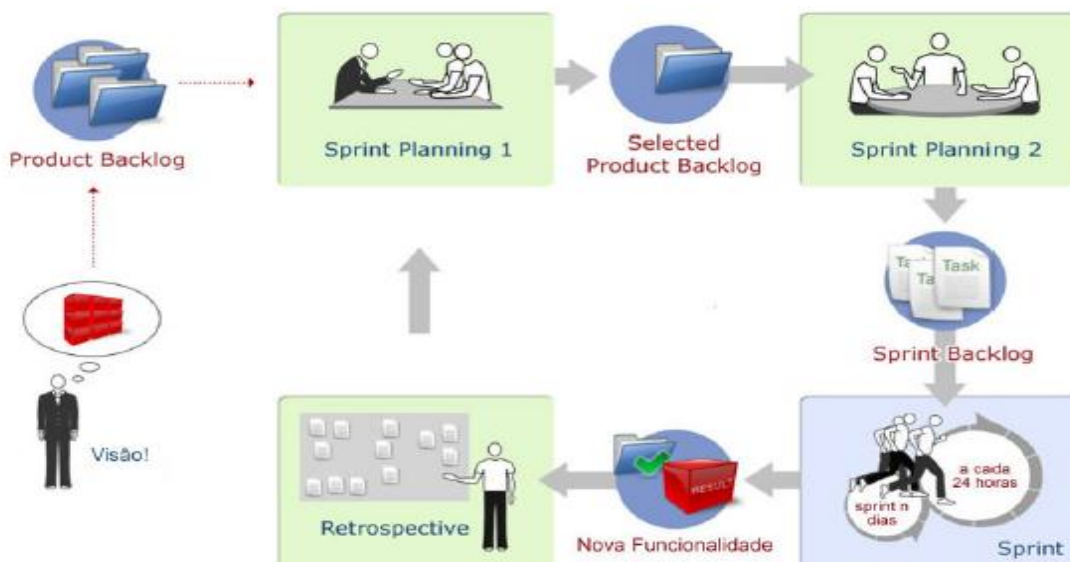 Product Backlog
Sprint Planning 1
Selected
Product Backlog
Sprint Planning 2
Task
Sprint Backlog
Visão!
Retrospective
RESULT
Nova Funcionalidade
a cada
24 horas
sprint n
dias
Sprint